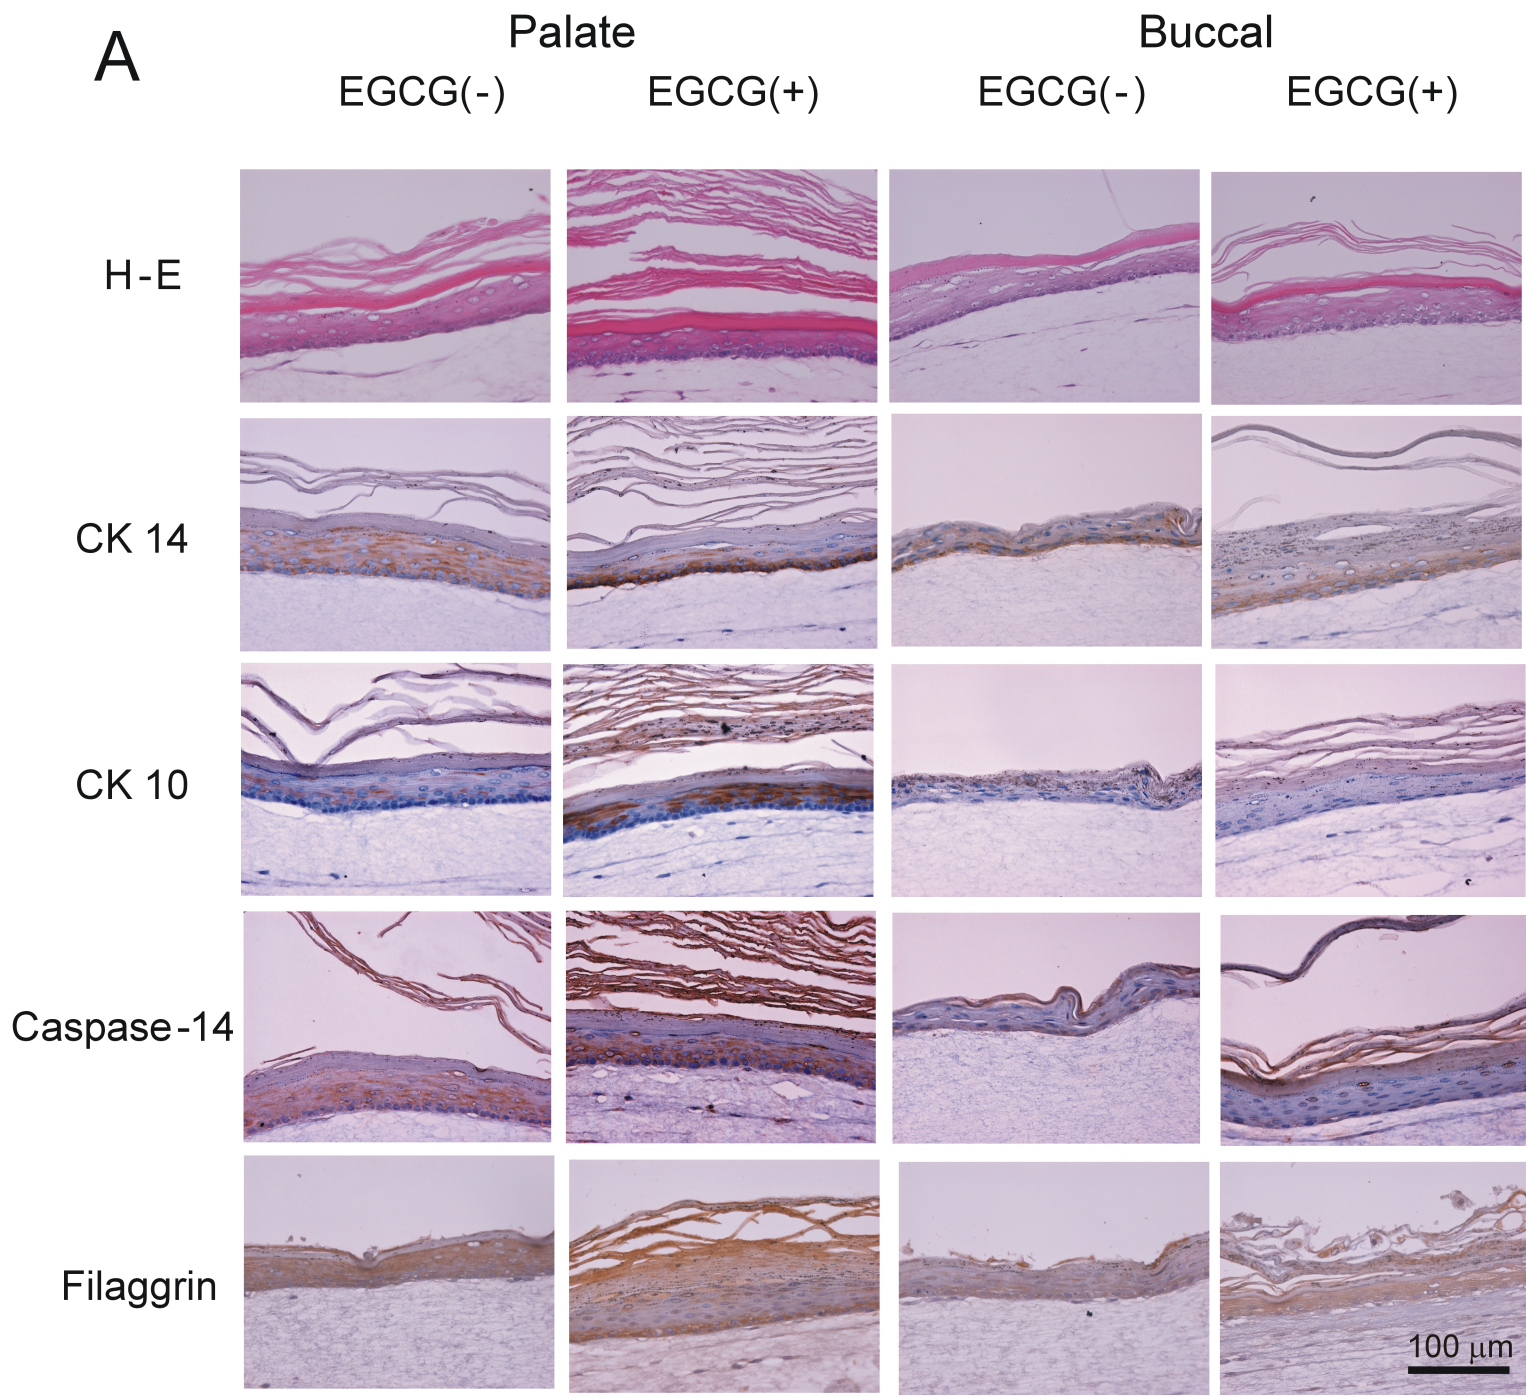 A
Palate Buccal
EGCG(-) EGCG(+) EGCG(-) EGCG(+)
H-E
CK 14
CK 10
Caspase-14
Filaggrin
100 μm